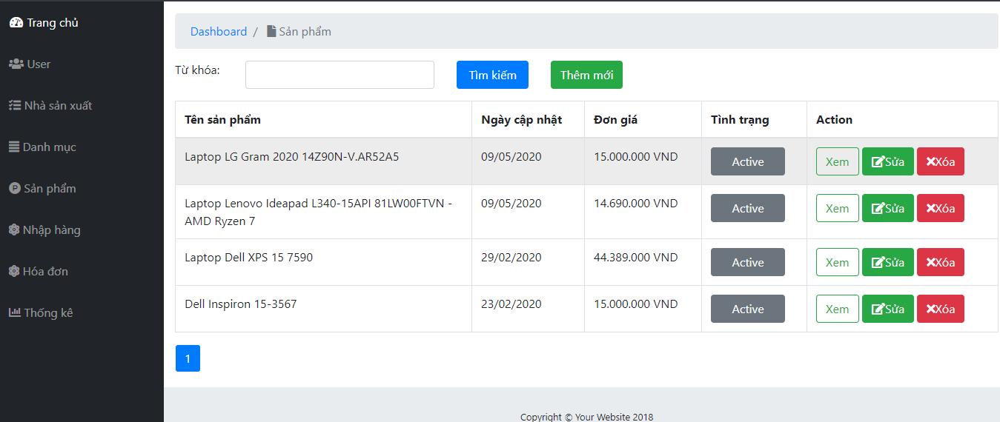 Trang chủ
User
Nhà sản xuất
Danh mục
Sản phẩm
Nhập hàng
Hóa đơn
Thống kê
Dashboard / Sản phẩm
Từ khóa: Tìm kiếm Thêm mới
Tên sản phẩm Ngày cập nhật Đơn giá Tình trạng Action
Laptop LG Gram 2020 14Z90N-V.AR52A5 09/05/2020 15.000.000 VND Active Xem Sửa Xóa
Laptop Lenovo Ideapad L340-15API 81LW00FTVN - 09/05/2020 14.690.000 VND Active Xem Sửa Xóa
AMD Ryzen 7
Laptop Dell XPS 15 7590 29/02/2020 44.389.000 VND Active Xem Sửa Xóa
Dell Inspiron 15-3567 23/02/2020 15.000.000 VND Active Xem Sửa Xóa
1
Copyright © Your Website 2018